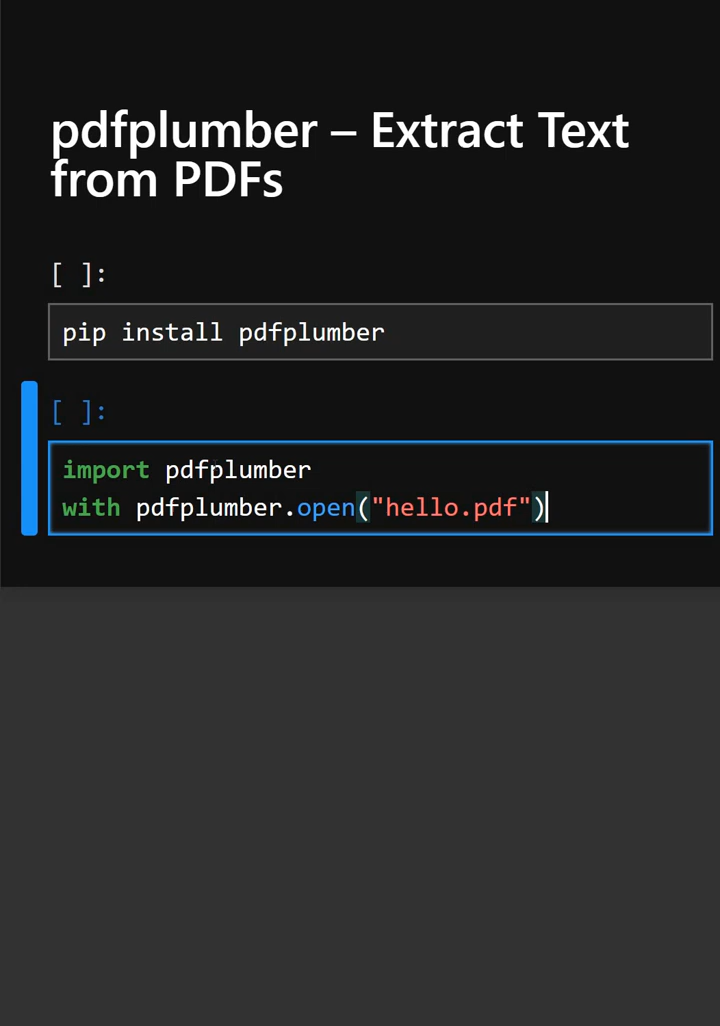 pdfplumber – Extract Text
from PDFs
[ ]:
pip install pdfplumber
[ ]:
import pdfplumber
with pdfplumber.open("hello.pdf")